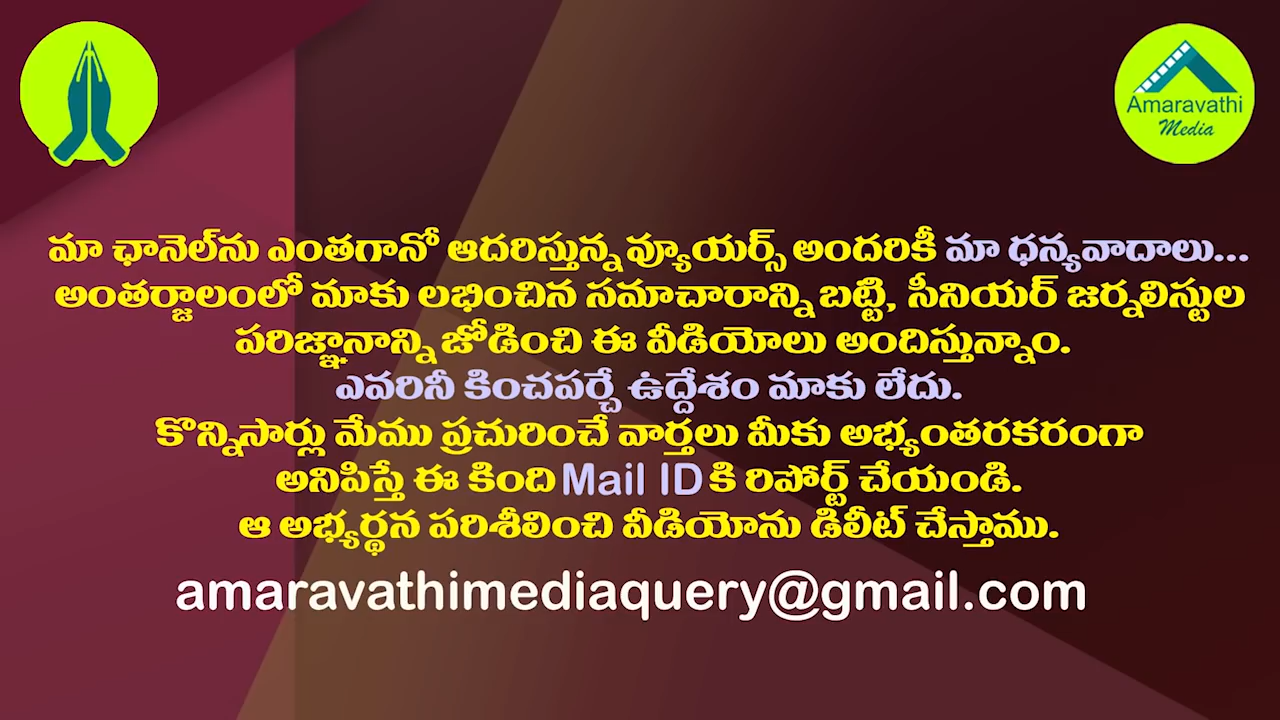 Amaravathi
Media
మా ఛానెల్‌ను ఎంతగానో ఆదరిస్తున్న వ్యూయర్స్ అందరికీ మా ధన్యవాదాలు...
అంతర్జాలంలో మాకు లభించిన సమాచారాన్ని బట్టి, సీనియర్ జర్నలిస్టుల
పరిజ్ఞానాన్ని జోడించి ఈ వీడియోలు అందిస్తున్నాం.
ఎవరినీ కించపర్చే ఉద్దేశం మాకు లేదు.
కొన్నిసార్లు మేము ప్రచురించే వార్తలు మీకు అభ్యంతరకరంగా
అనిపిస్తే ఈ కింది Mail ID కి రిపోర్ట్ చేయండి.
ఆ అభ్యర్థన పరిశీలించి వీడియోను డిలీట్ చేస్తాము.
amaravathimediaquery@gmail.com